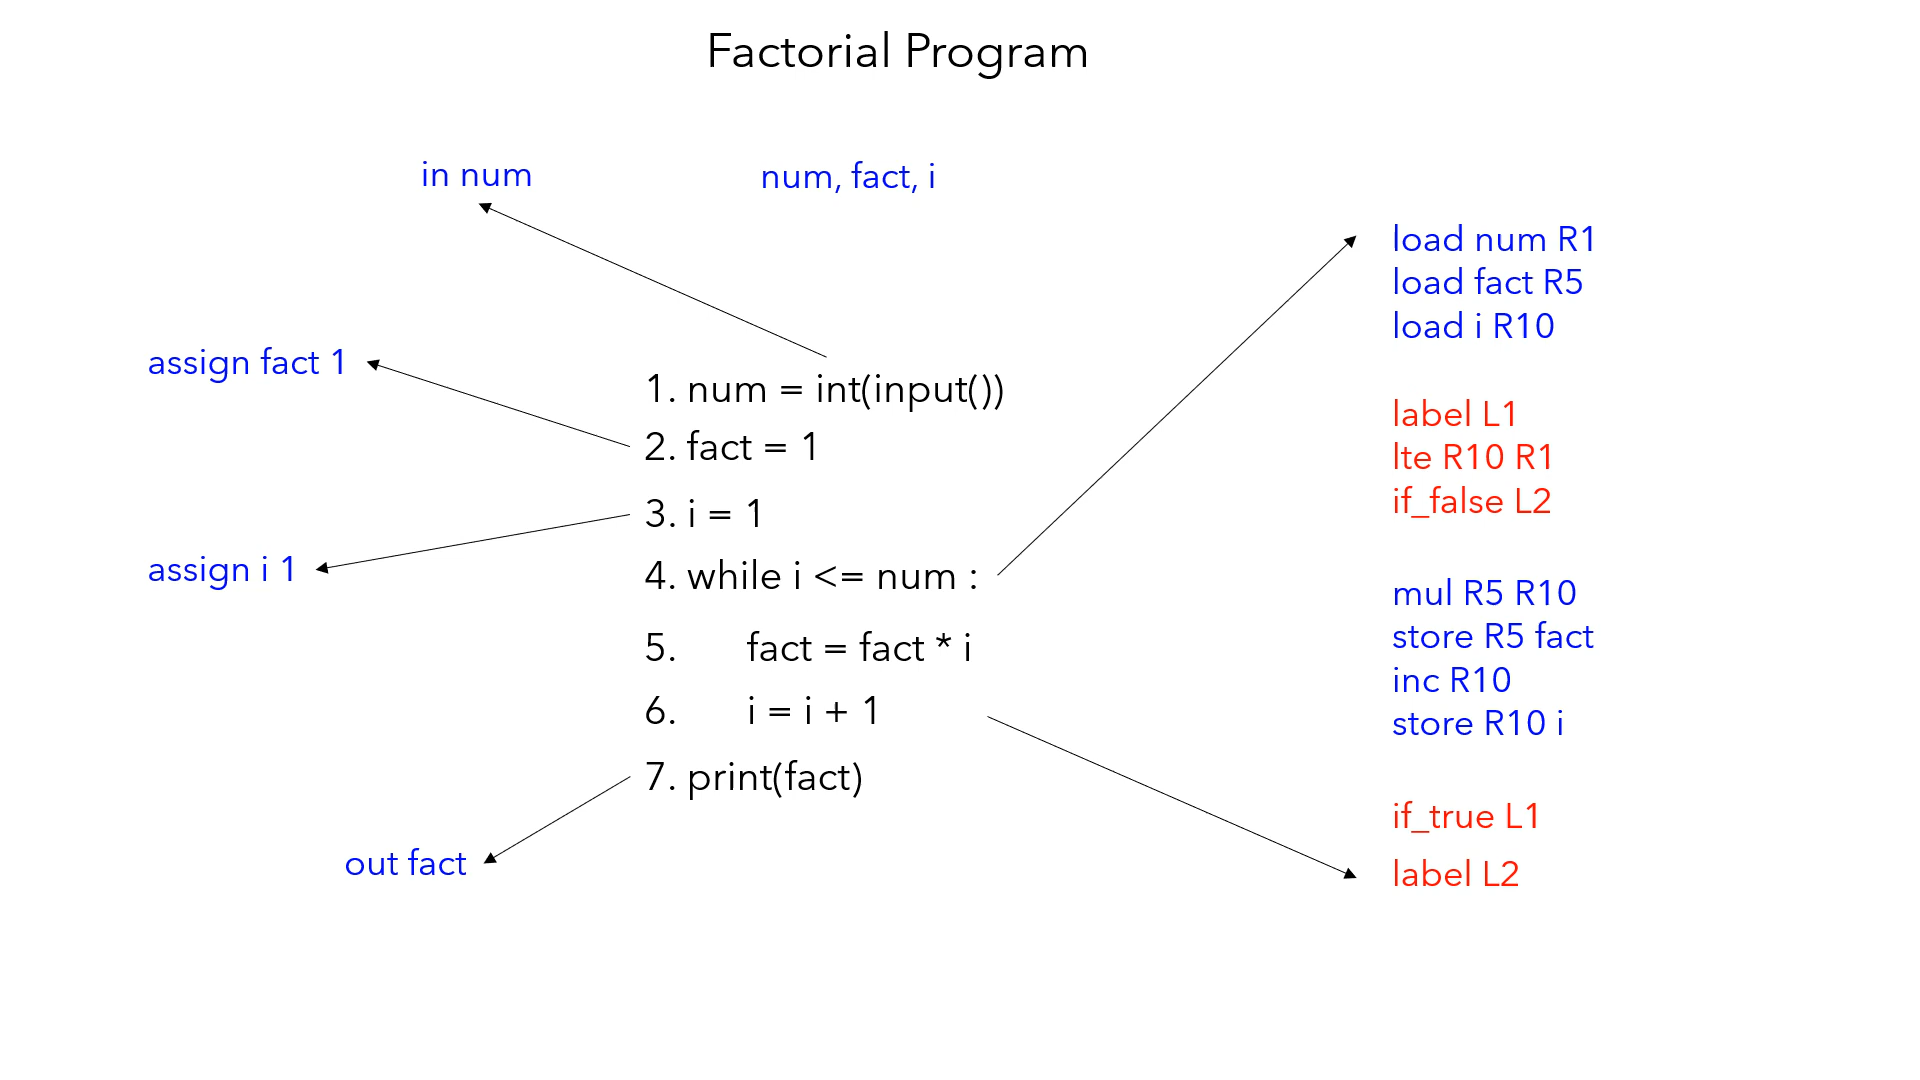 Factorial Program
in num
num, fact, i
assign fact 1
assign i 1
1. num = int(input())
2. fact = 1
3. i = 1
4. while i <= num :
5. fact = fact * i
6. i = i + 1
7. print(fact)
out fact
load num R1
load fact R5
load i R10
label L1
lte R10 R1
if_false L2
mul R5 R10
store R5 fact
inc R10
store R10 i
if_true L1
label L2